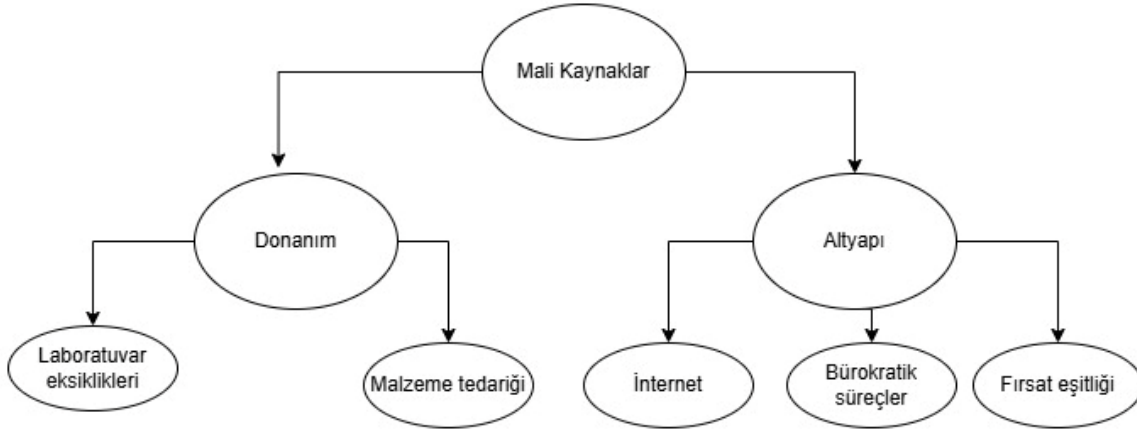 Mali Kaynaklar
Donanım
Altyapı
Laboratuvar
eksiklikleri
Malzeme tedariği
İnternet
Bürokratik
süreçler
Fırsat eşitliği